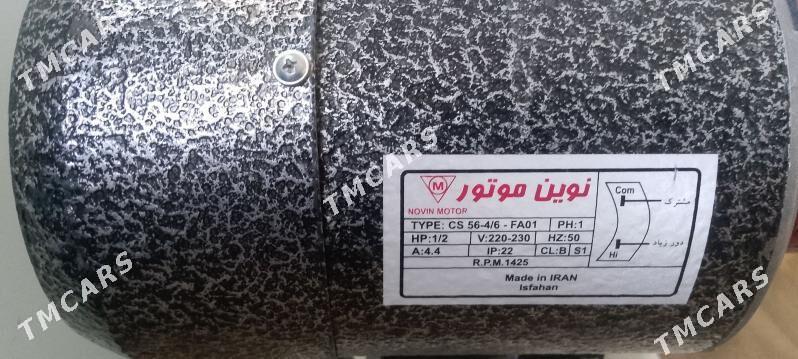 نوین موتور
M
NOVIN MOTOR
TYPE: CS 56-4/6 - FA01 PH:1
HP:1/2 V:220-230 HZ:50
A:4.4 IP:22 CL:B S1
R.P.M.1425
Made in IRAN
Isfahan
Com مشترک
Hi دور زیاد
TMCARS
TMCARS
TMCARS
TMCARS
TMCARS
TMCARS